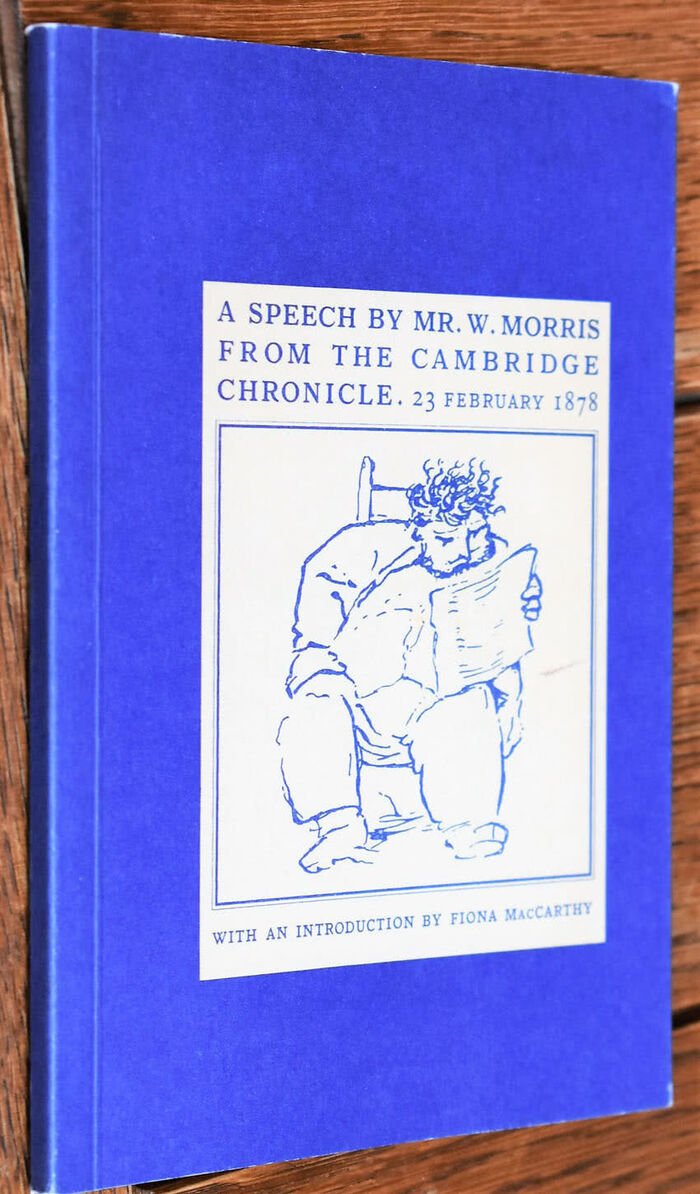 A SPEECH BY MR. W. MORRIS
FROM THE CAMBRIDGE
CHRONICLE. 23 FEBRUARY 1878
WITH AN INTRODUCTION BY FIONA MACCARTHY